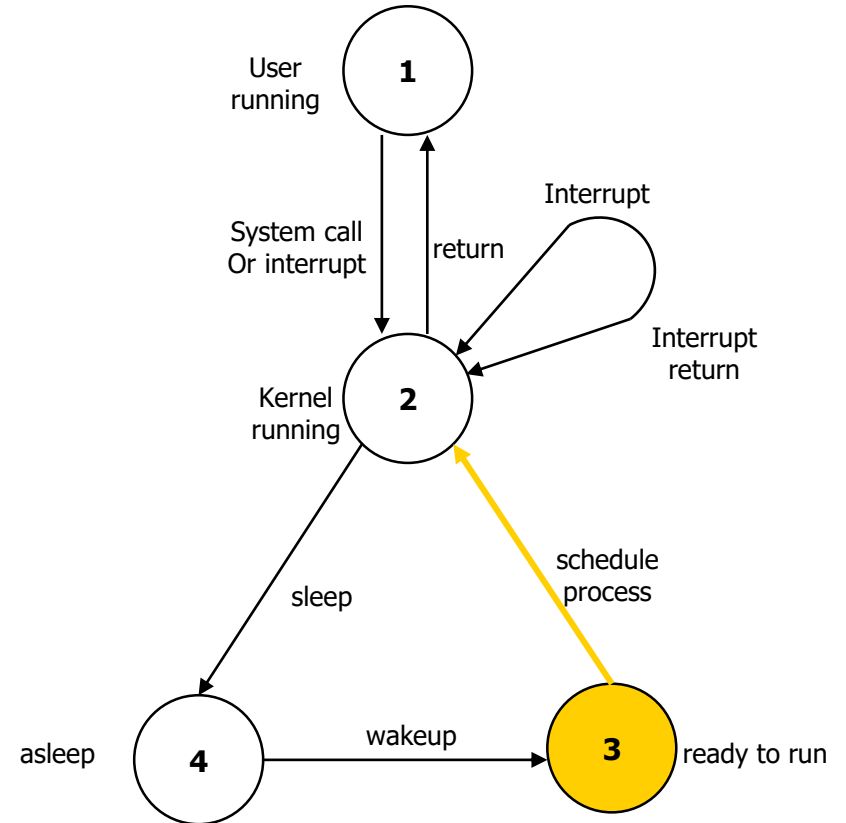 User
running
1
System call
Or interrupt
return
Interrupt
Interrupt
return
Kernel
running
2
sleep
schedule
process
asleep
4
wakeup
3
ready to run